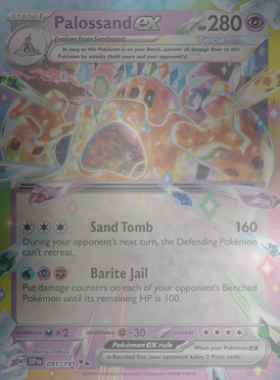 STAGE 1
Palossand ex HP 280
Evolves from Sandygast
Tera
As long as this Pokémon is on your Bench, prevent all damage done to this
Pokémon by attacks (both yours and your opponent's).
Sand Tomb 160
During your opponent's next turn, the Defending Pokémon
can't retreat.
Barite Jail
Put damage counters on each of your opponent's Benched
Pokémon until its remaining HP is 100.
weakness ×2 resistance -30 retreat
Pokémon ex rule
When your Pokémon ex
is Knocked Out, your opponent takes 2 Prize cards.
091/191